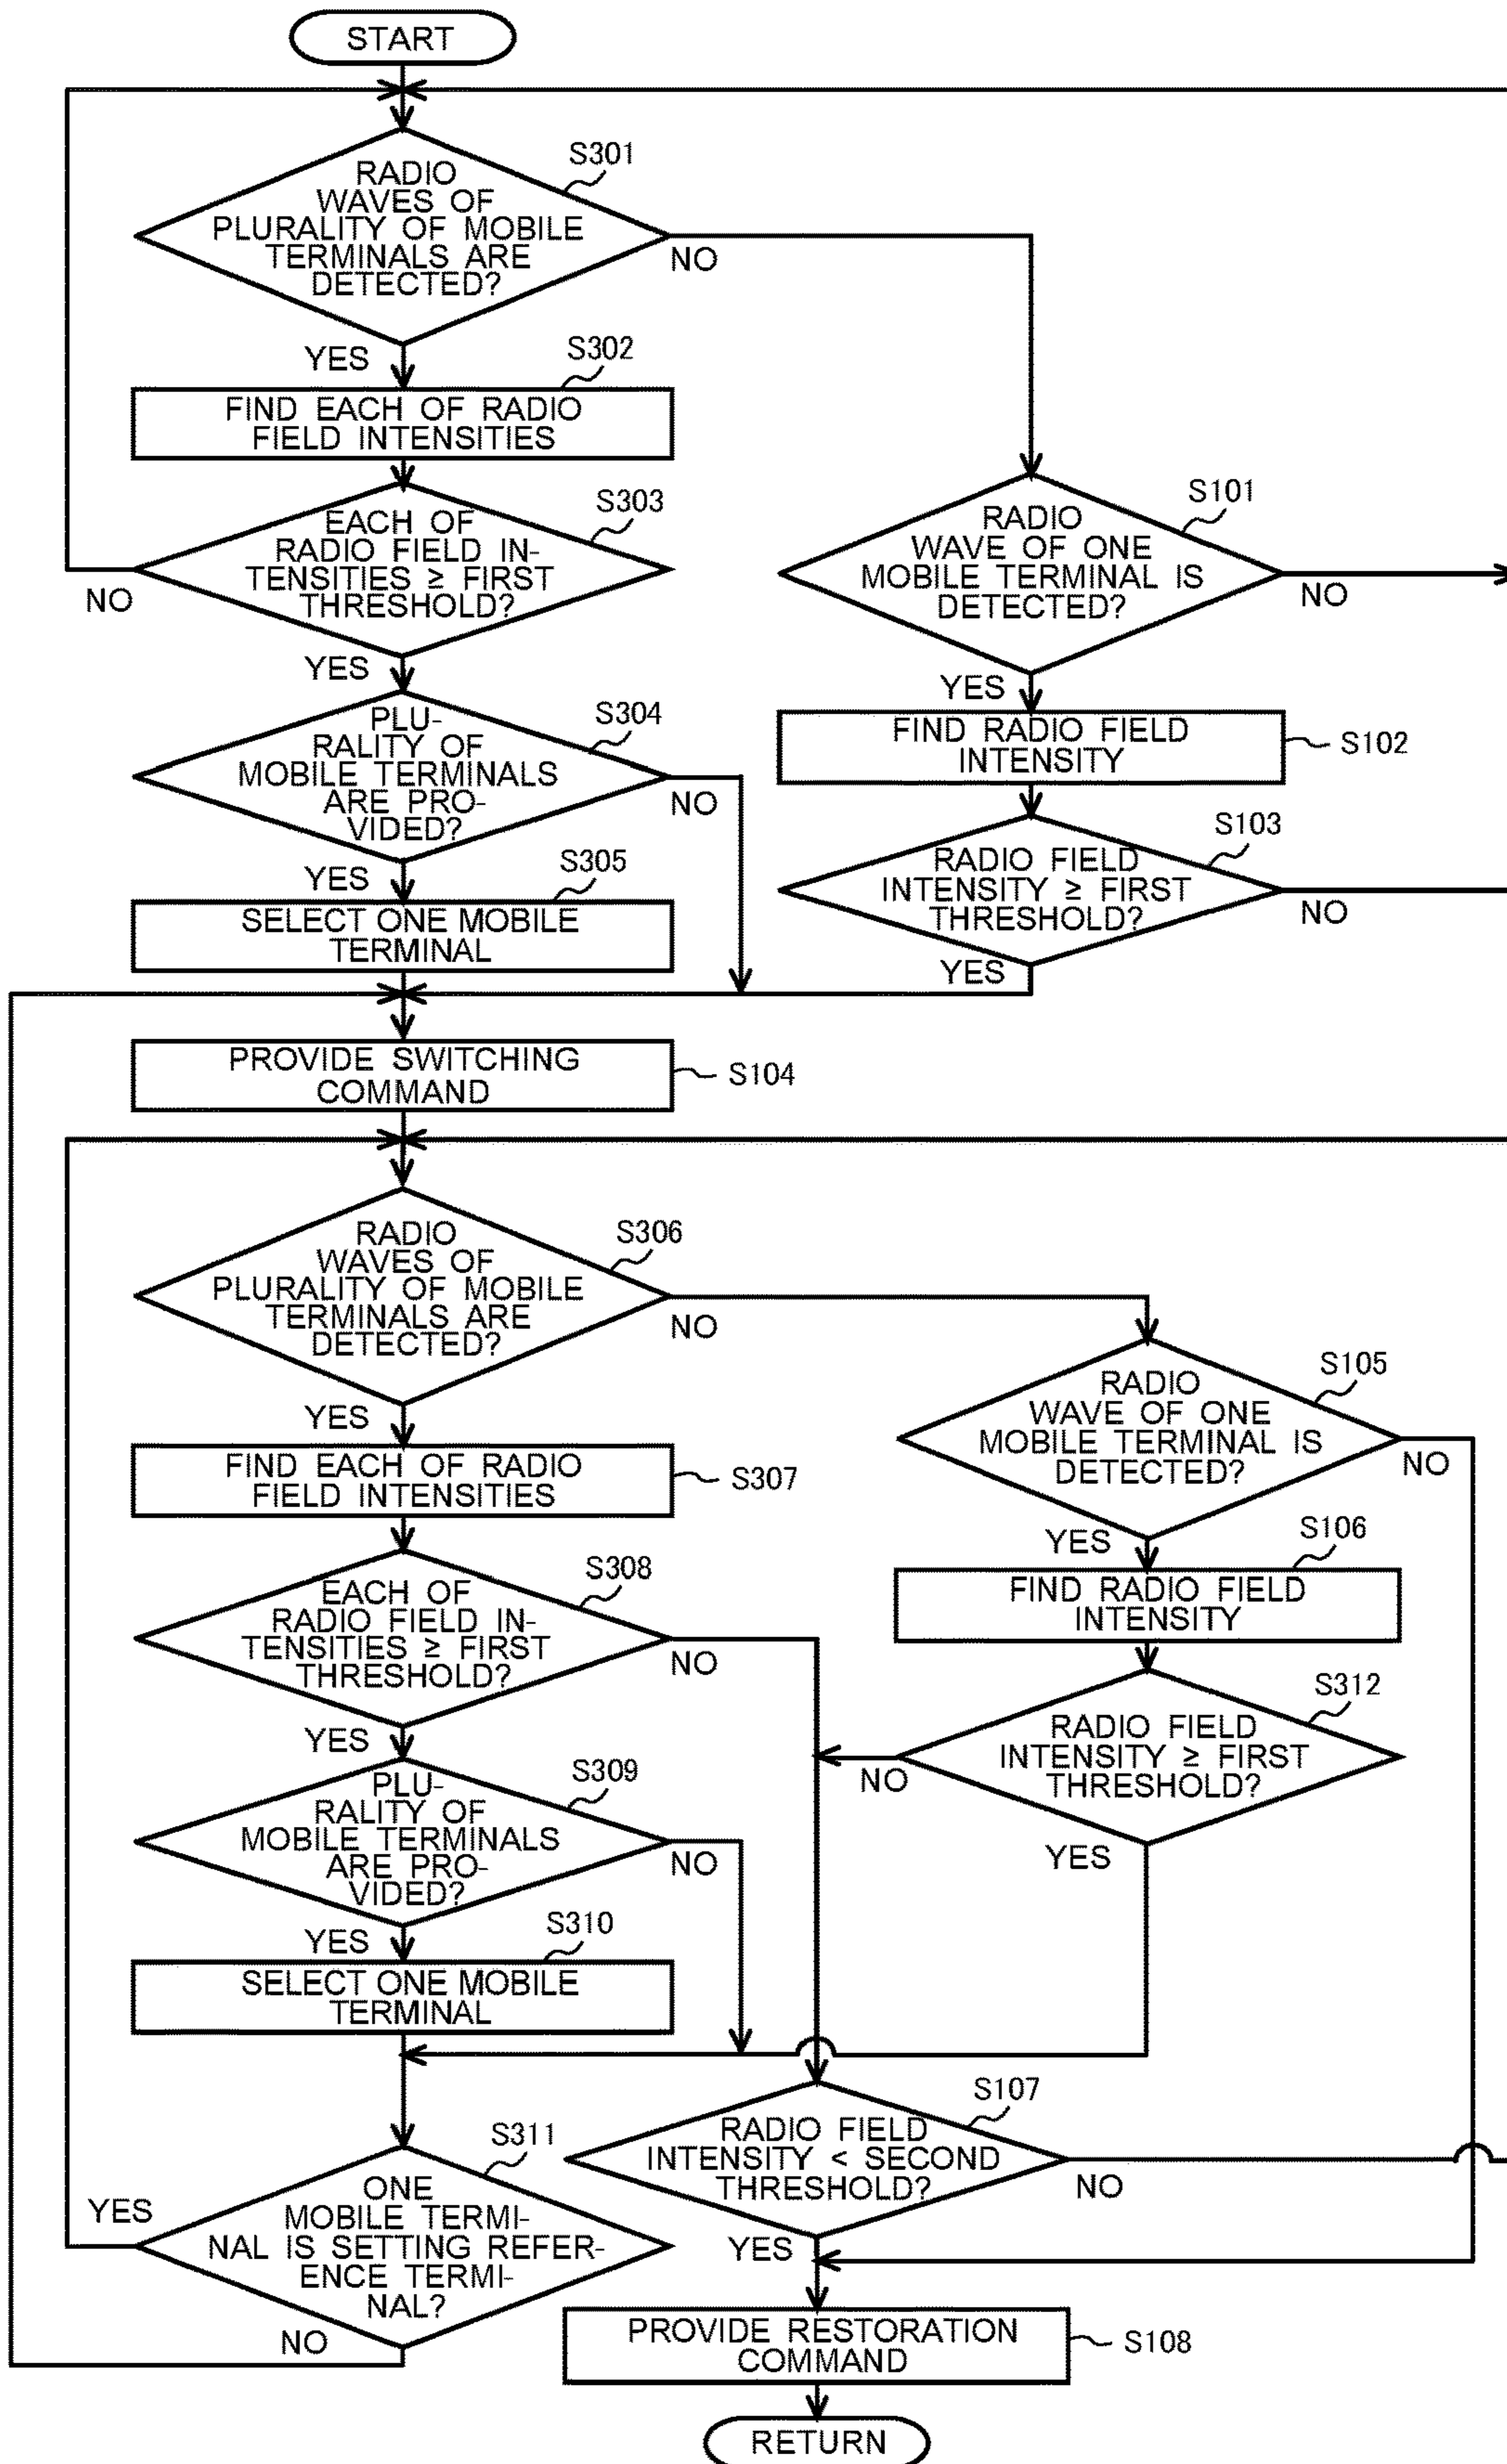 START
S301
RADIO
WAVES OF
PLURALITY OF MOBILE
TERMINALS ARE
DETECTED?
NO
YES
S302
FIND EACH OF RADIO
FIELD INTENSITIES
S303
EACH OF
RADIO FIELD IN-
TENSITIES ≥ FIRST
THRESHOLD?
NO
YES
S101
RADIO
WAVE OF ONE
MOBILE TERMINAL IS
DETECTED?
NO
YES
S304
PLU-
RALITY OF
MOBILE TERMINALS
ARE PRO-
VIDED?
NO
YES
FIND RADIO FIELD
INTENSITY
S102
S103
RADIO FIELD
INTENSITY ≥ FIRST
THRESHOLD?
NO
YES
S305
SELECT ONE MOBILE
TERMINAL
PROVIDE SWITCHING
COMMAND
S104
S306
RADIO
WAVES OF
PLURALITY OF MOBILE
TERMINALS ARE
DETECTED?
NO
YES
S105
RADIO
WAVE OF ONE
MOBILE TERMINAL IS
DETECTED?
NO
YES
FIND EACH OF RADIO
FIELD INTENSITIES
S307
S106
FIND RADIO FIELD
INTENSITY
S308
EACH OF
RADIO FIELD IN-
TENSITIES ≥ FIRST
THRESHOLD?
NO
YES
S312
RADIO FIELD
INTENSITY ≥ FIRST
THRESHOLD?
NO
YES
S309
PLU-
RALITY OF
MOBILE TERMINALS
ARE PRO-
VIDED?
NO
YES
S310
SELECT ONE MOBILE
TERMINAL
S107
RADIO FIELD
INTENSITY < SECOND
THRESHOLD?
NO
YES
S311
ONE
MOBILE TERMI-
NAL IS SETTING REFER-
ENCE TERMI-
NAL?
YES
NO
PROVIDE RESTORATION
COMMAND
S108
RETURN